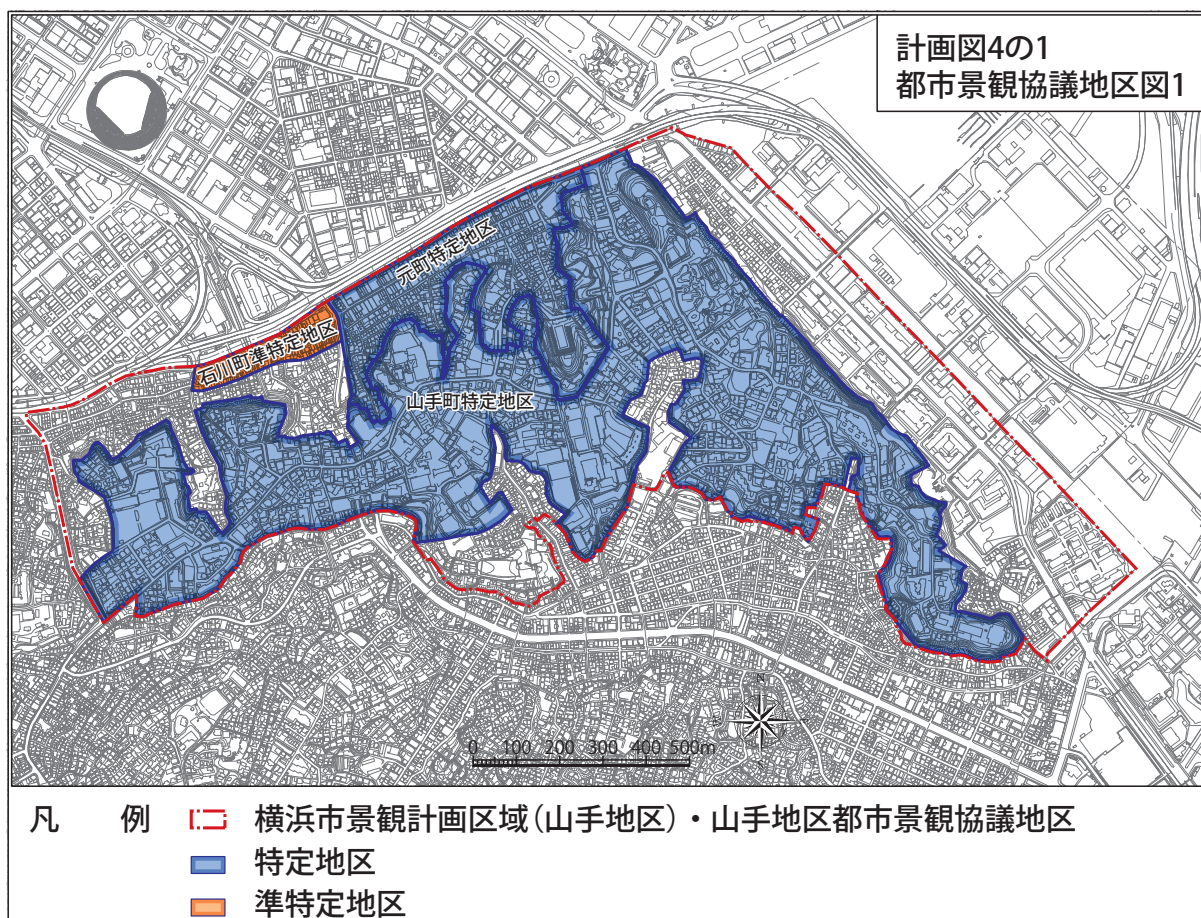 計画図4の1
都市景観協議地区図1
元町特定地区
石川町準特定地区
山手町特定地区
N
S
0 100 200 300 400 500m
凡 例
横浜市景観計画区域(山手地区)・山手地区都市景観協議地区
特定地区
準特定地区